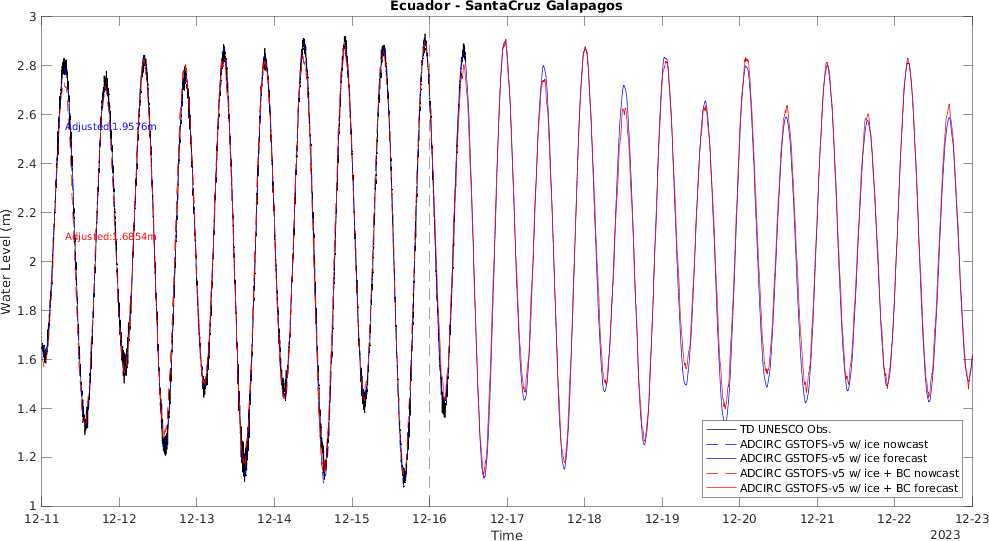 Ecuador - SantaCruz Galapagos
3
2.8
2.6
2.4
2.2
2
1.8
1.6
1.4
1.2
1
Water Level (m)
Adjusted:1.9576m
Adjusted:1.6854m
TD UNESCO Obs.
ADCIRC GSTOFS-v5 w/ ice nowcast
ADCIRC GSTOFS-v5 w/ ice forecast
ADCIRC GSTOFS-v5 w/ ice + BC nowcast
ADCIRC GSTOFS-v5 w/ ice + BC forecast
12-11 12-12 12-13 12-14 12-15 12-16 12-17 12-18 12-19 12-20 12-21 12-22 12-23
Time
2023